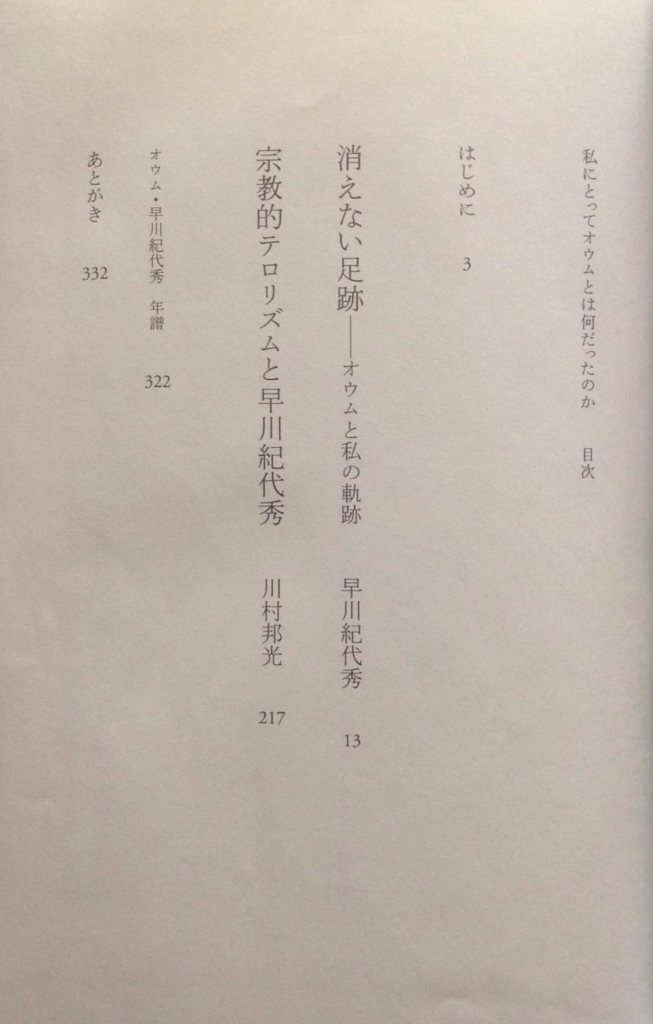 私にとってオウムとは何だったのか　目次
はじめに　3
消えない足跡――オウムと私の軌跡　早川紀代秀　13
宗教的テロリズムと早川紀代秀　川村邦光　217
オウム・早川紀代秀　年譜　322
あとがき　332